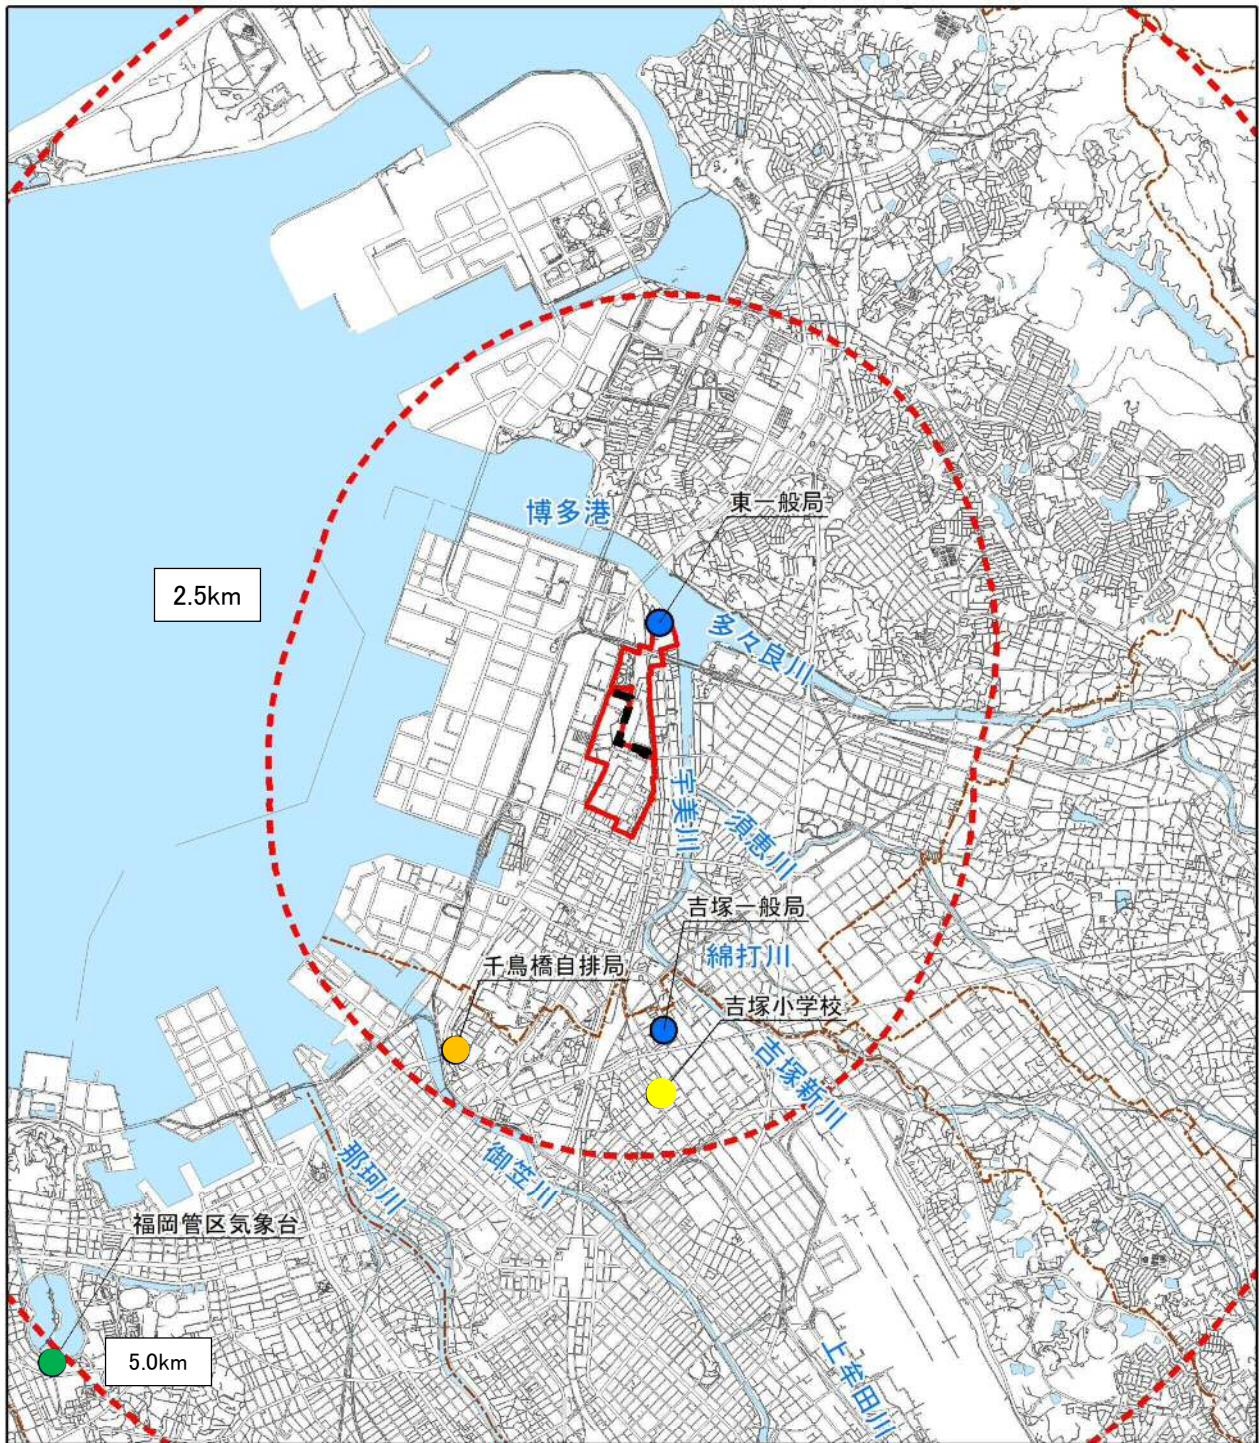 博多港
東一般局
2.5km
多々良川
宇美川
須恵川
吉塚一般局
綿打川
千鳥橋自排局
吉塚小学校
吉塚新川
那珂川
御笠川
福岡管区気象台
5.0km
上牟田川